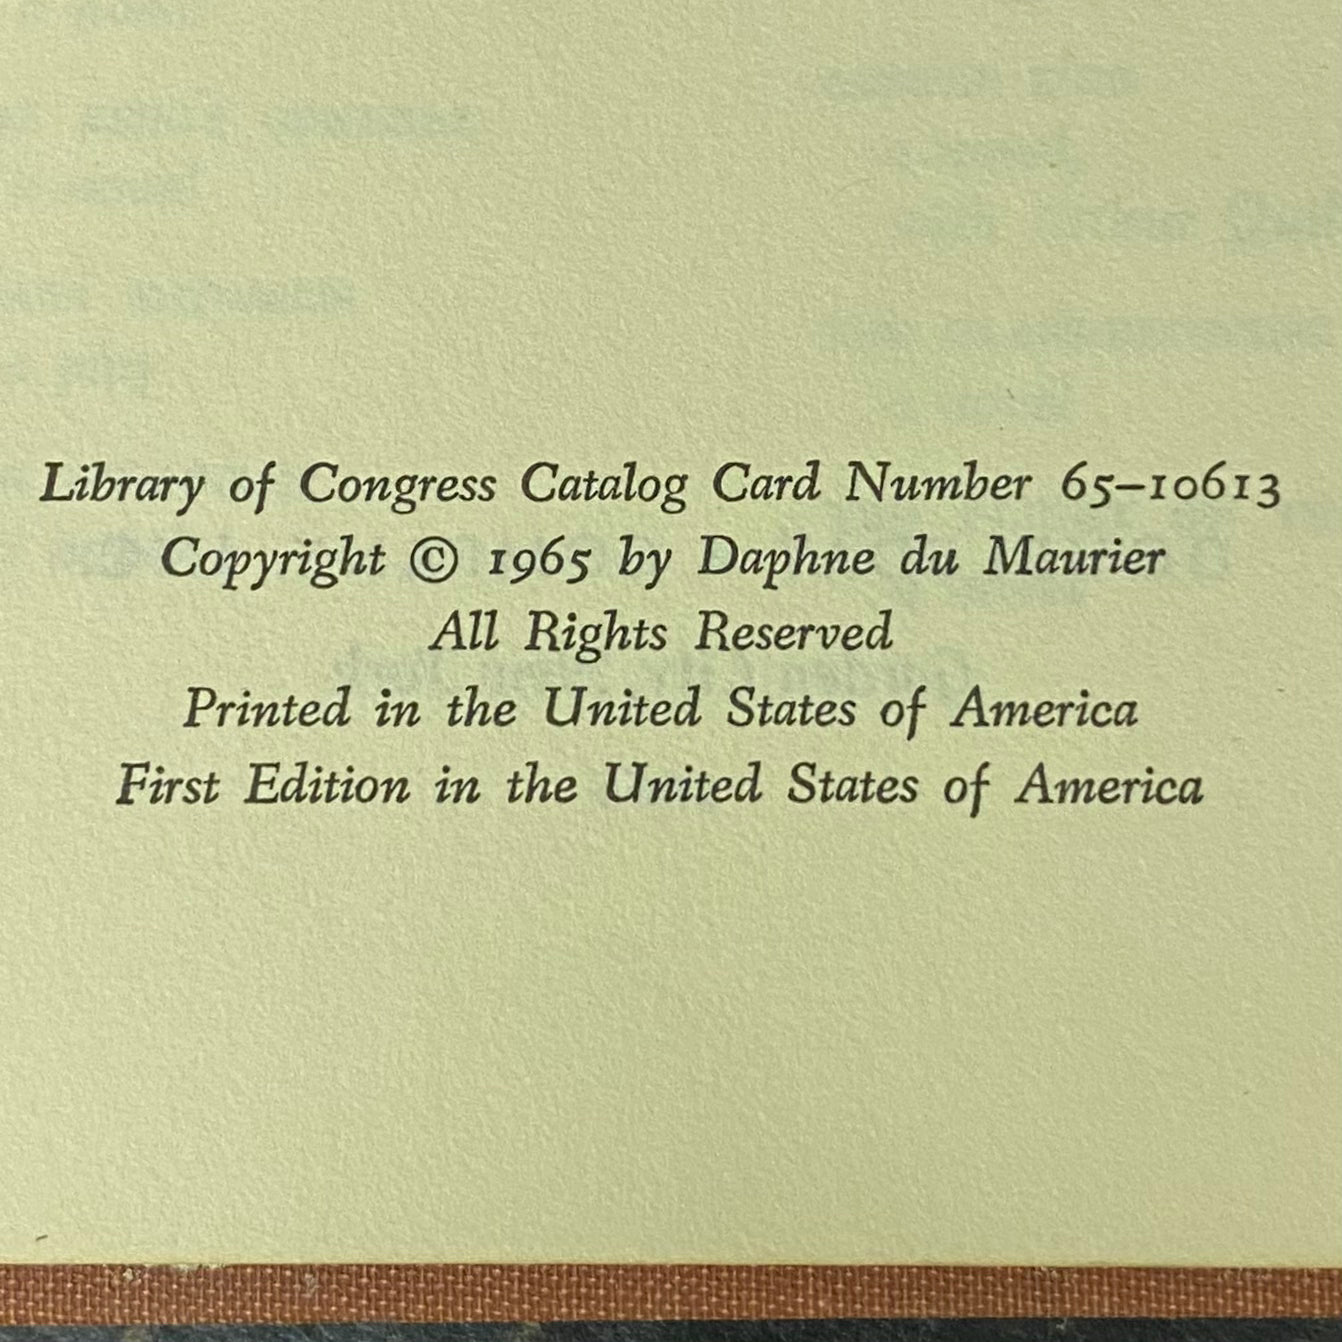 Library of Congress Catalog Card Number 65–10613
Copyright © 1965 by Daphne du Maurier
All Rights Reserved
Printed in the United States of America
First Edition in the United States of America